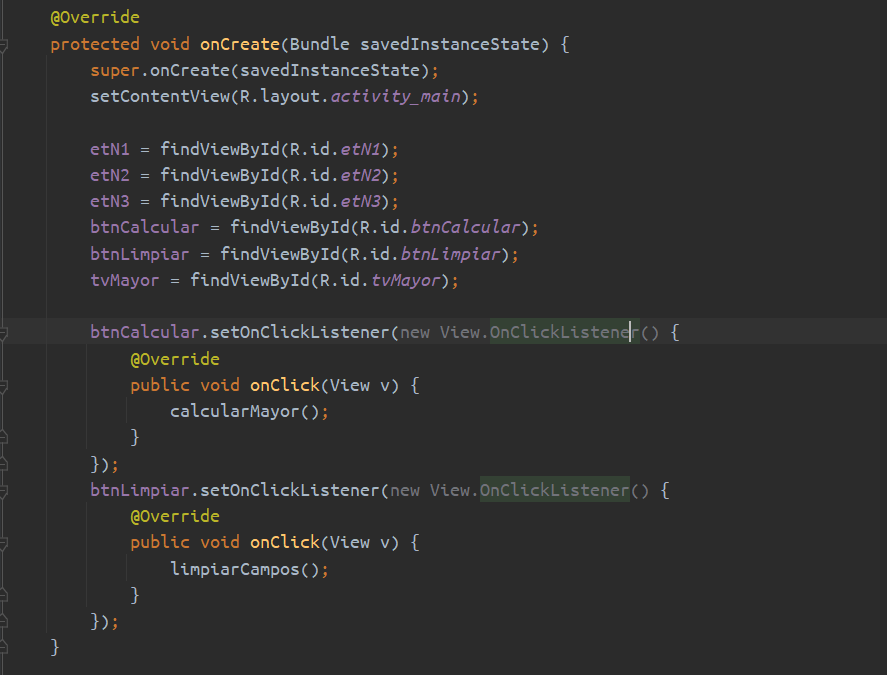 @Override
protected void onCreate(Bundle savedInstanceState) {
    super.onCreate(savedInstanceState);
    setContentView(R.layout.activity_main);

    etN1 = findViewById(R.id.etN1);
    etN2 = findViewById(R.id.etN2);
    etN3 = findViewById(R.id.etN3);
    btnCalcular = findViewById(R.id.btnCalcular);
    btnLimpiar = findViewById(R.id.btnLimpiar);
    tvMayor = findViewById(R.id.tvMayor);

    btnCalcular.setOnClickListener(new View.OnClickListener() {
        @Override
        public void onClick(View v) {
            calcularMayor();
        }
    });
    btnLimpiar.setOnClickListener(new View.OnClickListener() {
        @Override
        public void onClick(View v) {
            limpiarCampos();
        }
    });
}